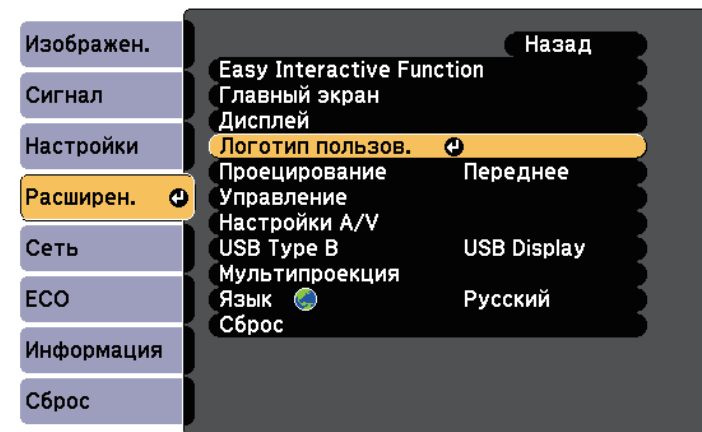 Изображен.
Сигнал
Настройки
Расширен.
Сеть
ECO
Информация
Сброс
Назад
Easy Interactive Function
Главный экран
Дисплей
Логотип пользов.
Проецирование Переднее
Управление
Настройки A/V
USB Type B USB Display
Мультипроекция
Язык Русский
Сброс